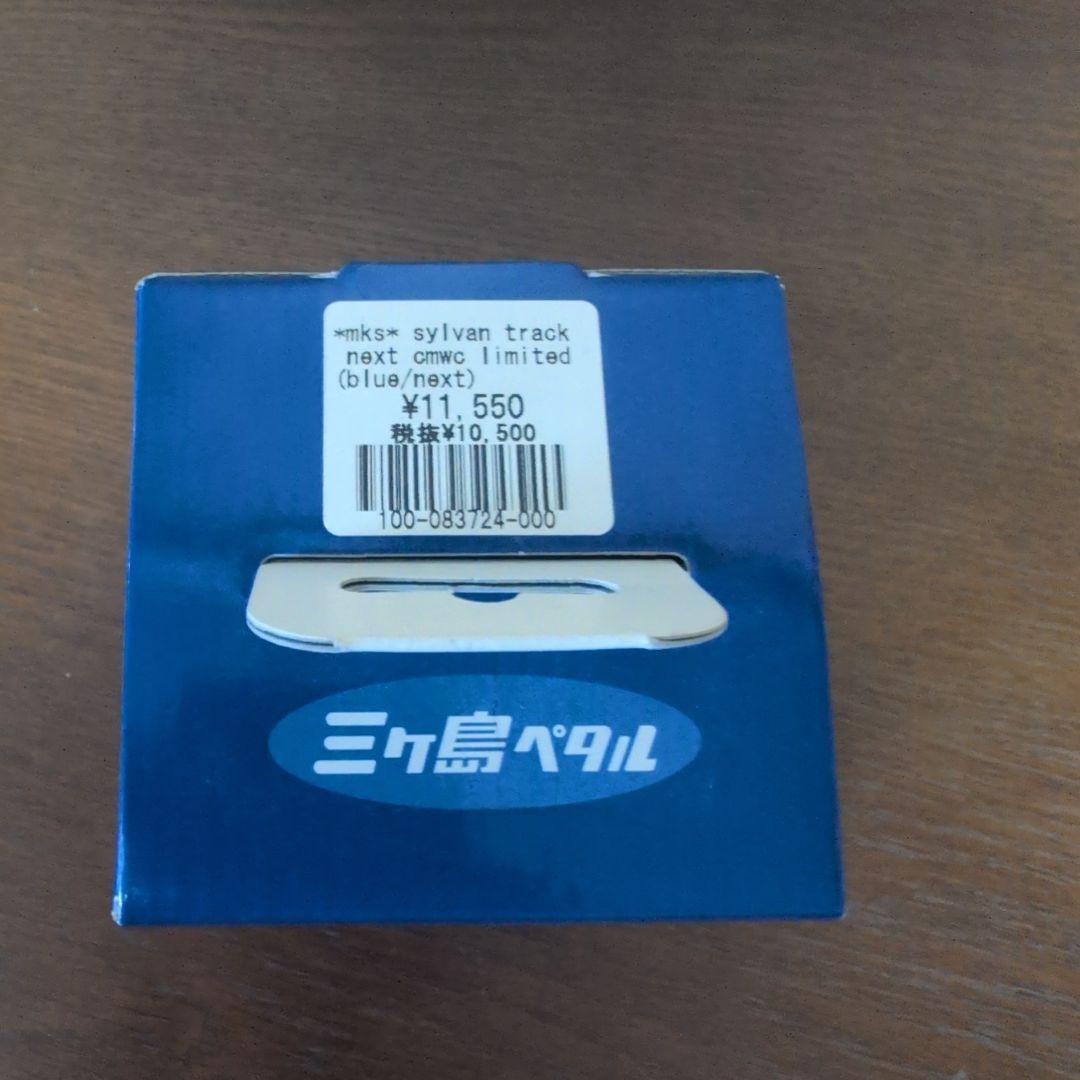 *mks* sylvan track
next cmwc limited
(blue/next)
¥11,550
税抜¥10,500
100-083724-000
三ケ島ペタル